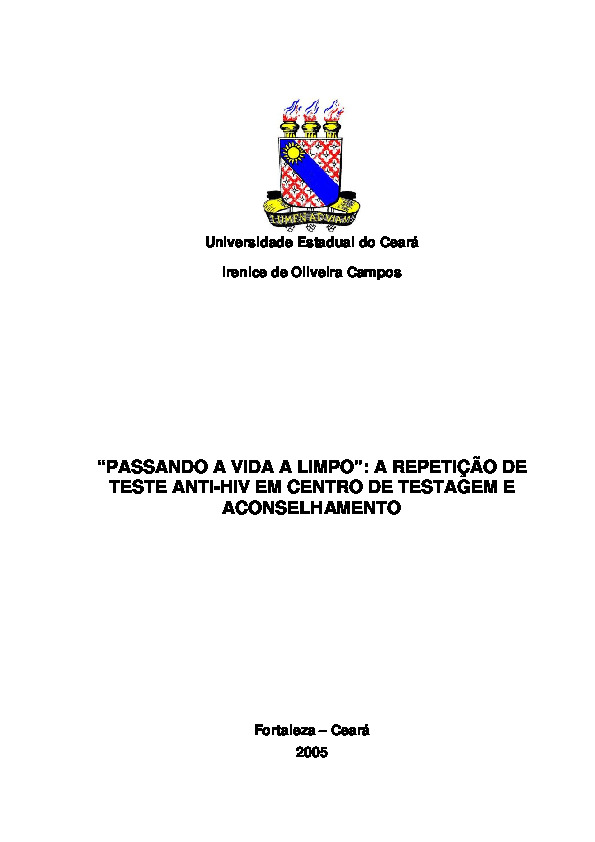 LUMEN AD VIAM
Universidade Estadual do Ceará
Irenice de Oliveira Campos
“PASSANDO A VIDA A LIMPO”: A REPETIÇÃO DE
TESTE ANTI-HIV EM CENTRO DE TESTAGEM E
ACONSELHAMENTO
Fortaleza – Ceará
2005